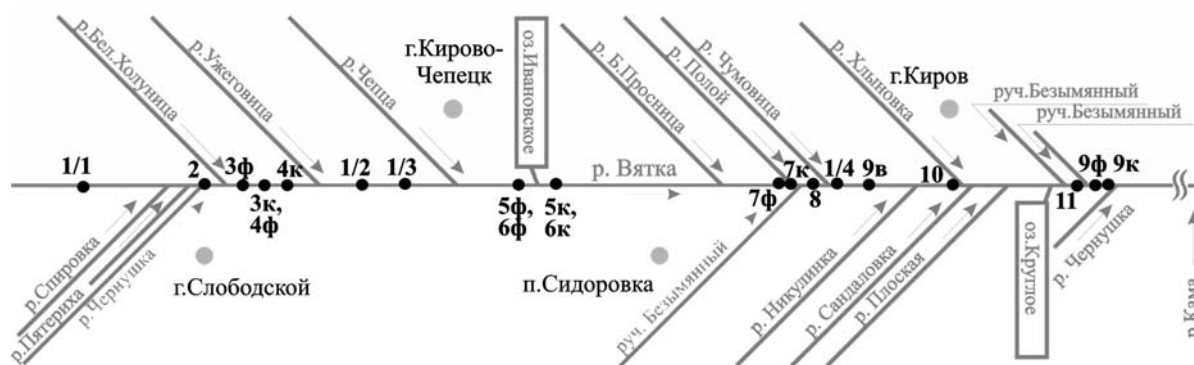 р.Бел.Холуница
р.Ужеговица
р.Чепца
г.Кирово-
Чепецк
оз.Ивановское
р. Б.Просница
р. Полой
р. Чумовица
р. Хлыновка
г.Киров
руч.Безымянный
руч.Безымянный
1/1
2
3ф
4к
1/2
1/3
р. Вятка
7к
1/4
9в
10
9ф
9к
3к,
4ф
5ф,
6ф
5к,
6к
7ф
8
11
р.Спировка
р.Пятериха
р.Чернушка
г.Слободской
п.Сидоровка
руч. Безымянный
р. Никулинка
р. Сандаловка
р. Плоская
оз.Круглое
р. Чернушка